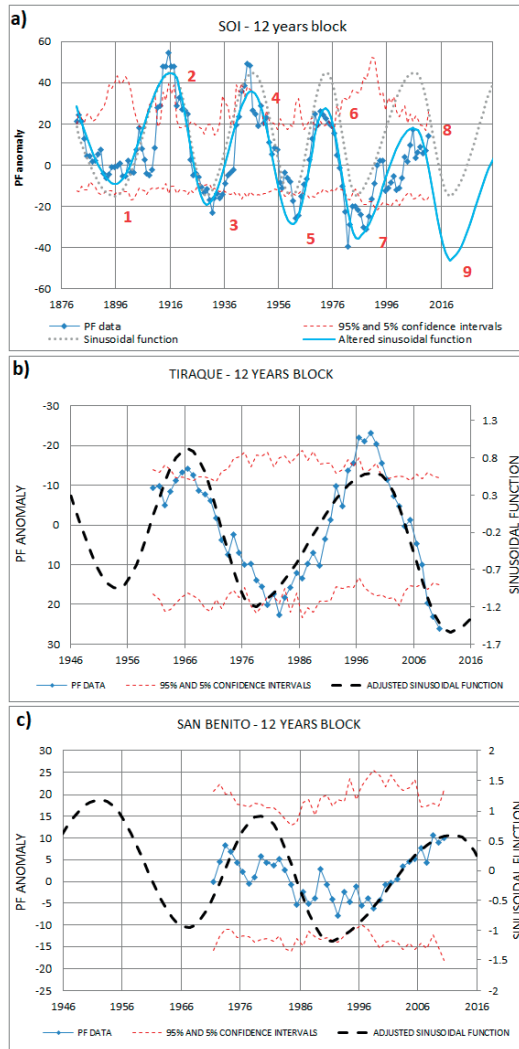 a)
SOI - 12 years block
PF anomaly
60
40
20
0
-20
-40
-60
1
2
3
4
5
6
7
8
9
1876 1896 1916 1936 1956 1976 1996 2016
PF data
95% and 5% confidence intervals
Sinusoidal function
Altered sinusoidal function
b)
TIRAQUE - 12 YEARS BLOCK
PF ANOMALY
-30
-20
-10
0
10
20
30
1.3
0.8
0.3
-0.2
-0.7
-1.2
-1.7
SINUSOIDAL FUNCTION
1946 1956 1966 1976 1986 1996 2006 2016
PF DATA
95% AND 5% CONFIDENCE INTERVALS
ADJUSTED SINUSOIDAL FUNCTION
c)
SAN BENITO - 12 YEARS BLOCK
PF ANOMALY
30
25
20
15
10
5
0
-5
-10
-15
-20
-25
2
1.5
1
0.5
0
-0.5
-1
-1.5
-2
SINUSOIDAL FUNCTION
1946 1956 1966 1976 1986 1996 2006 2016
PF DATA
95% AND 5% CONFIDENCE INTERVALS
ADJUSTED SINUSOIDAL FUNCTION